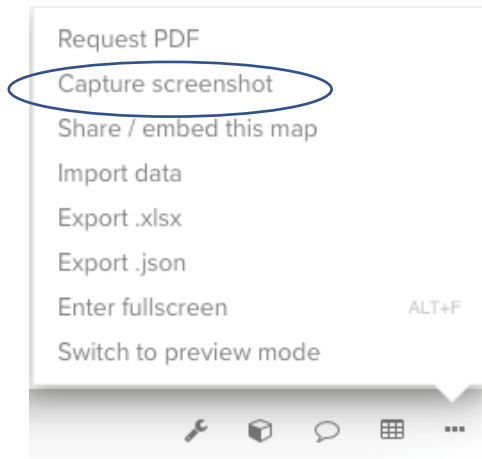 Request PDF
Capture screenshot
Share / embed this map
Import data
Export .xlsx
Export .json
Enter fullscreen ALT+F
Switch to preview mode